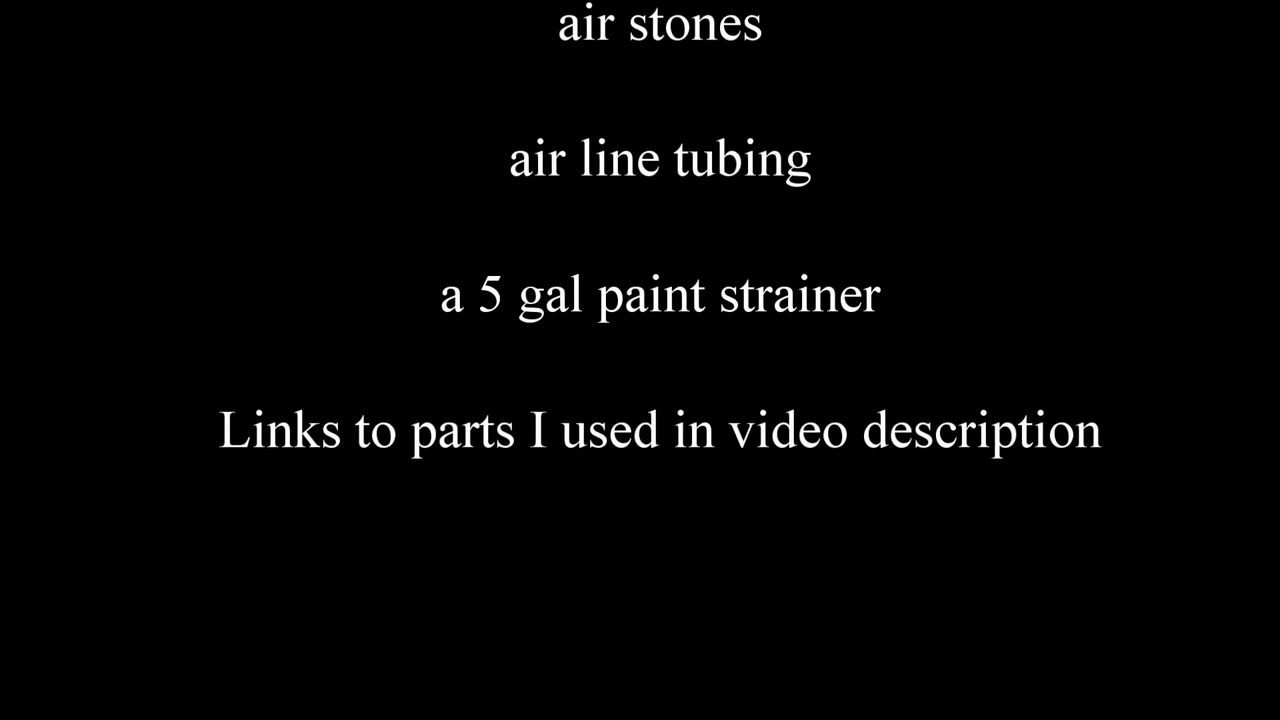 air stones
air line tubing
a 5 gal paint strainer
Links to parts I used in video description